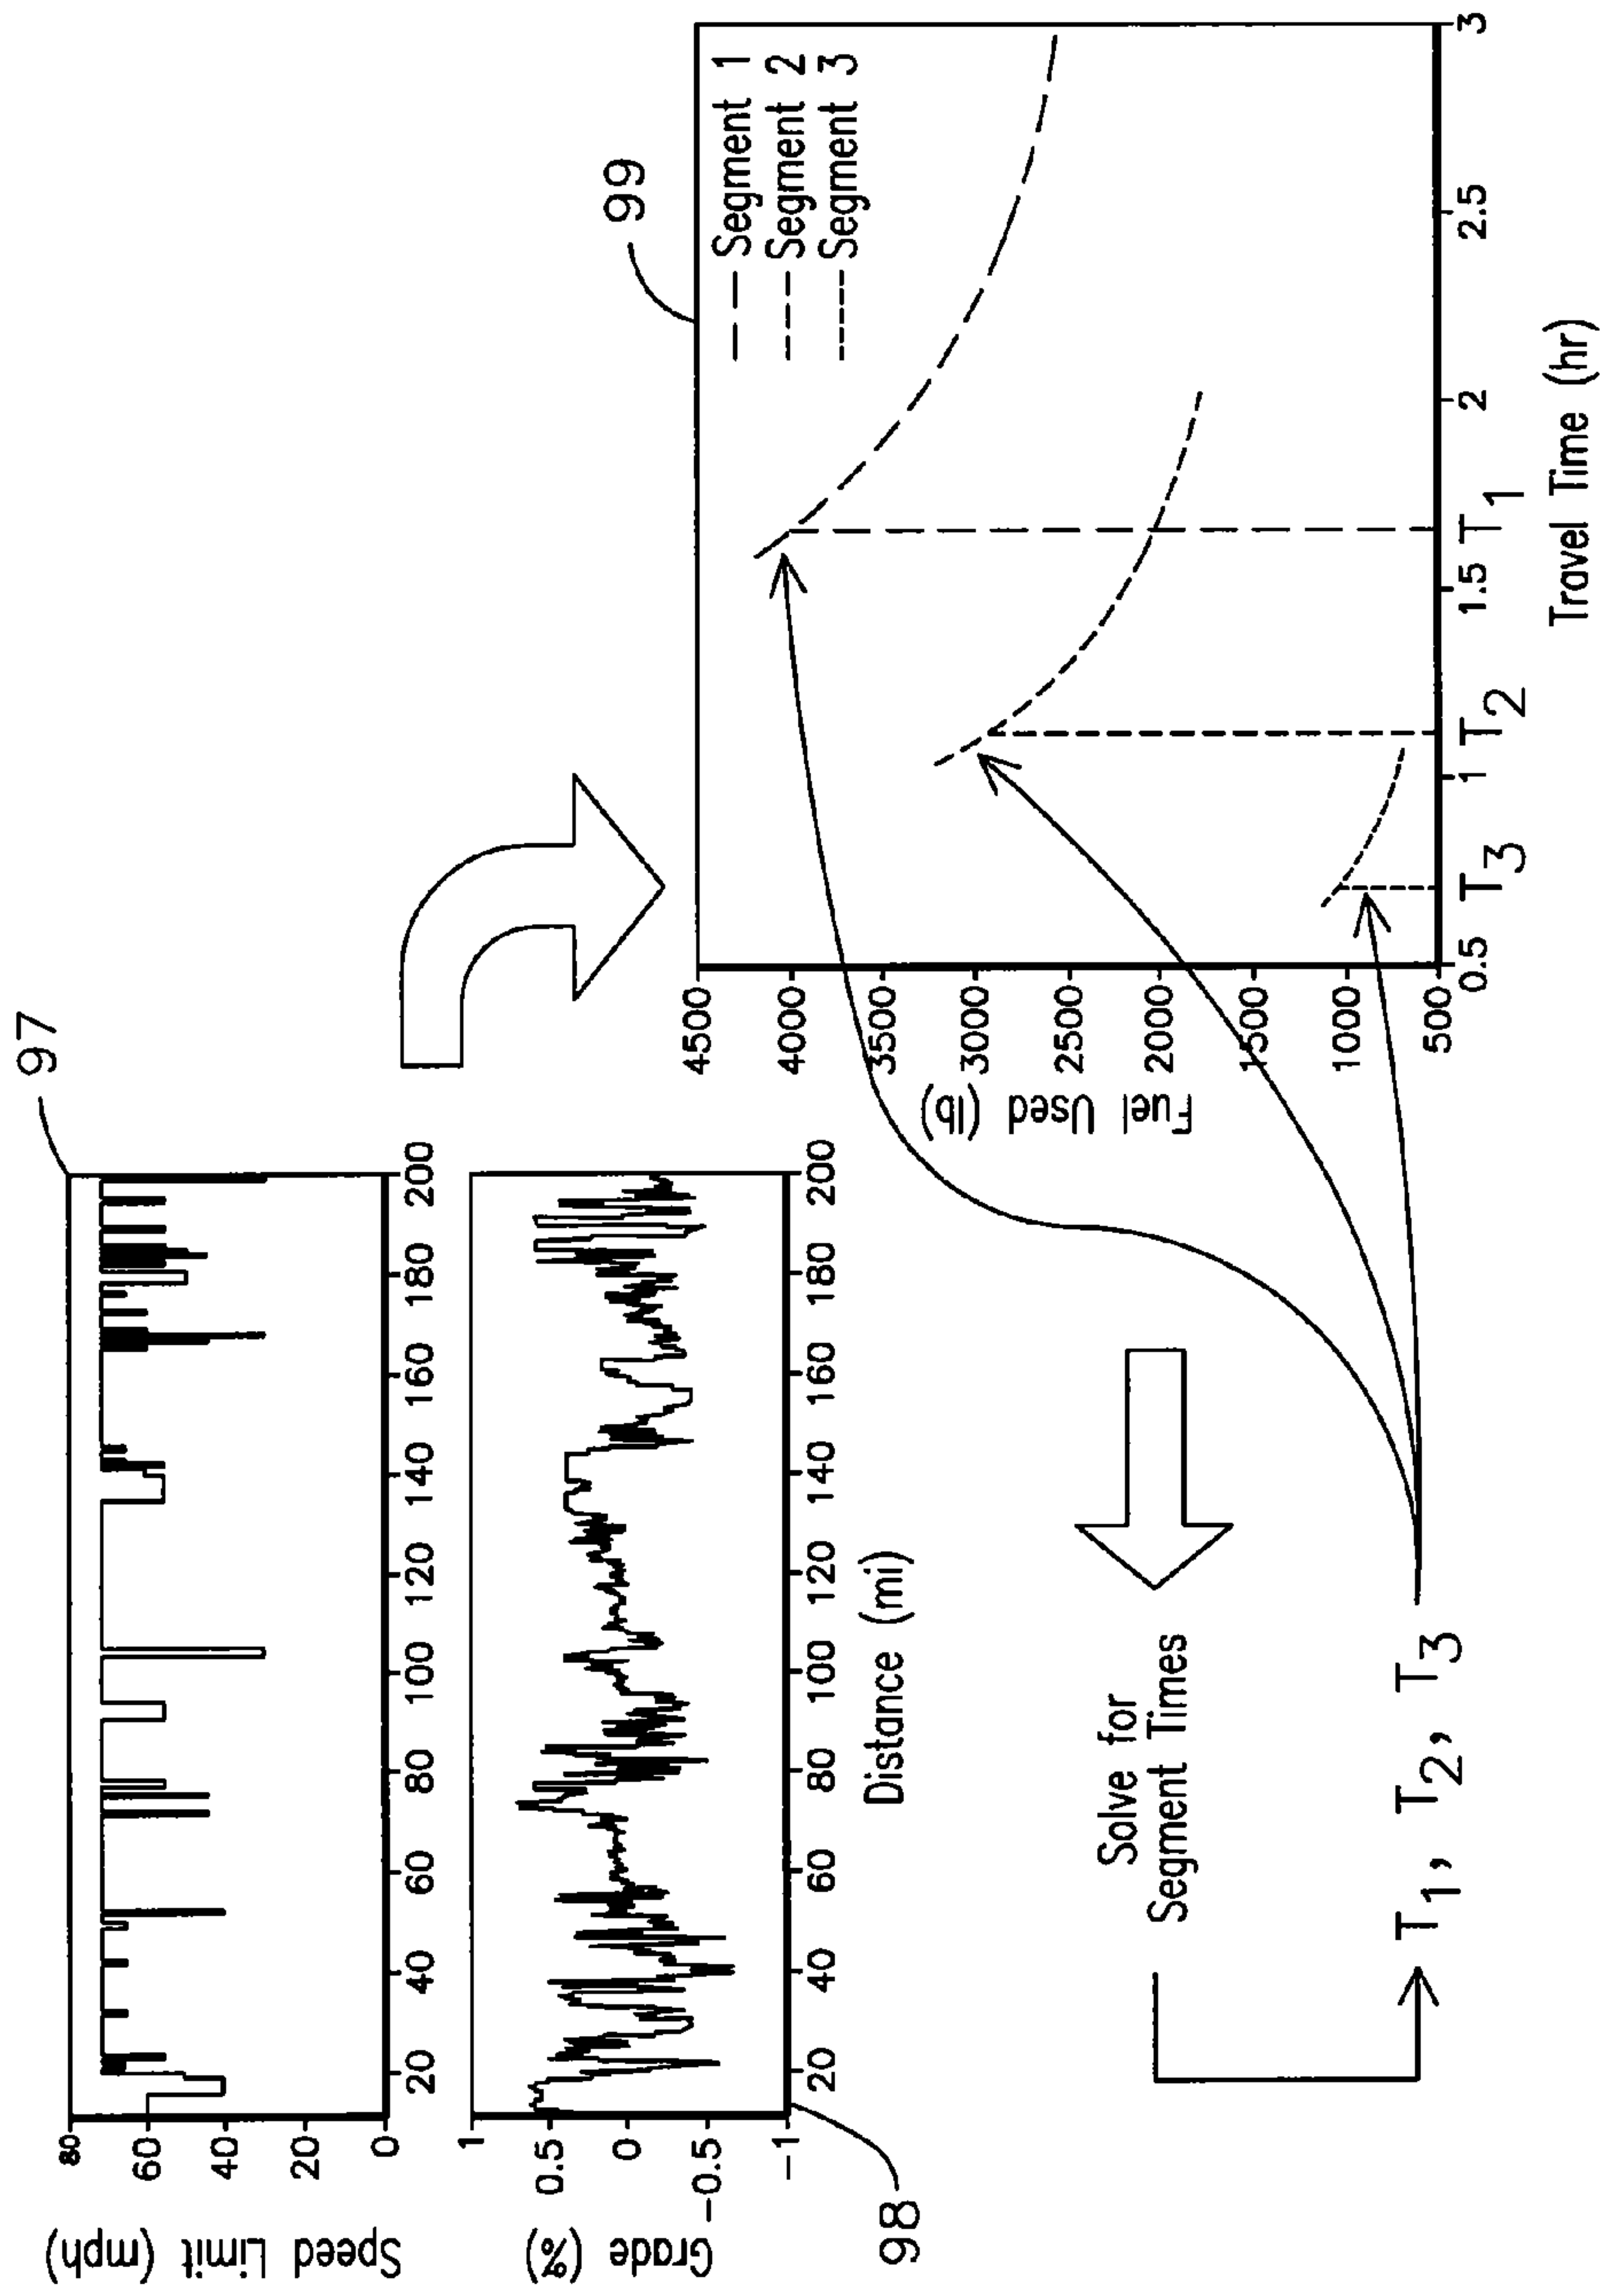 97
Speed Limit (mph)
80
60
40
20
0
20 40 60 80 100 120 140 160 180 200
Grade (%)
1
0.5
0
-0.5
-1
20 40 60 80 100 120 140 160 180 200
Distance (mi)
98
99
Fuel Used (lb)
4500
4000
3500
3000
2500
2000
1500
1000
500
Segment 1
Segment 2
Segment 3
0.5 T3 1 T2 1.5 T1 2 2.5 3
Travel Time (hr)
Solve for
Segment Times
T1, T2, T3